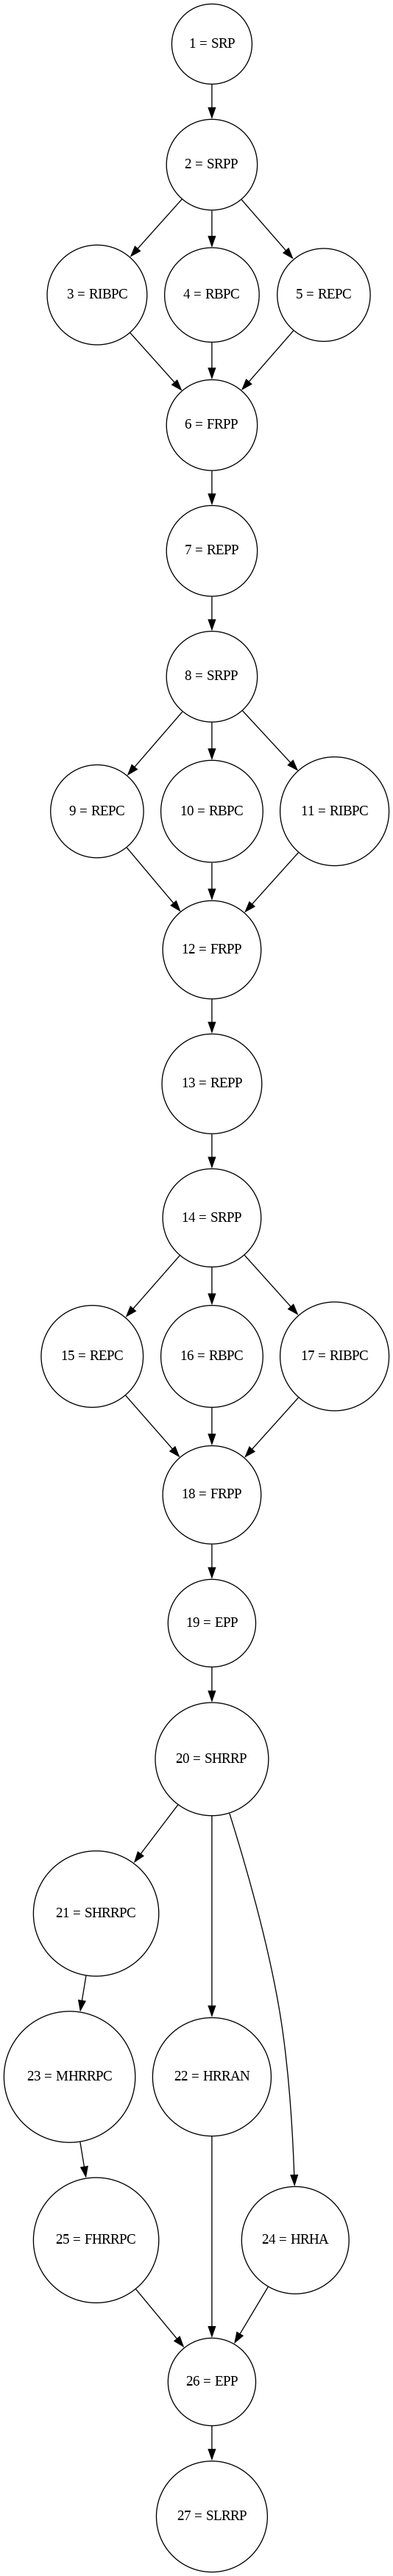 1 = SRP
2 = SRPP
3 = RIBPC
4 = RBPC
5 = REPC
6 = FRPP
7 = REPP
8 = SRPP
9 = REPC
10 = RBPC
11 = RIBPC
12 = FRPP
13 = REPP
14 = SRPP
15 = REPC
16 = RBPC
17 = RIBPC
18 = FRPP
19 = EPP
20 = SHRRP
21 = SHRRPC
23 = MHRRPC
22 = HRRAN
25 = FHRRPC
24 = HRHA
26 = EPP
27 = SLRRP